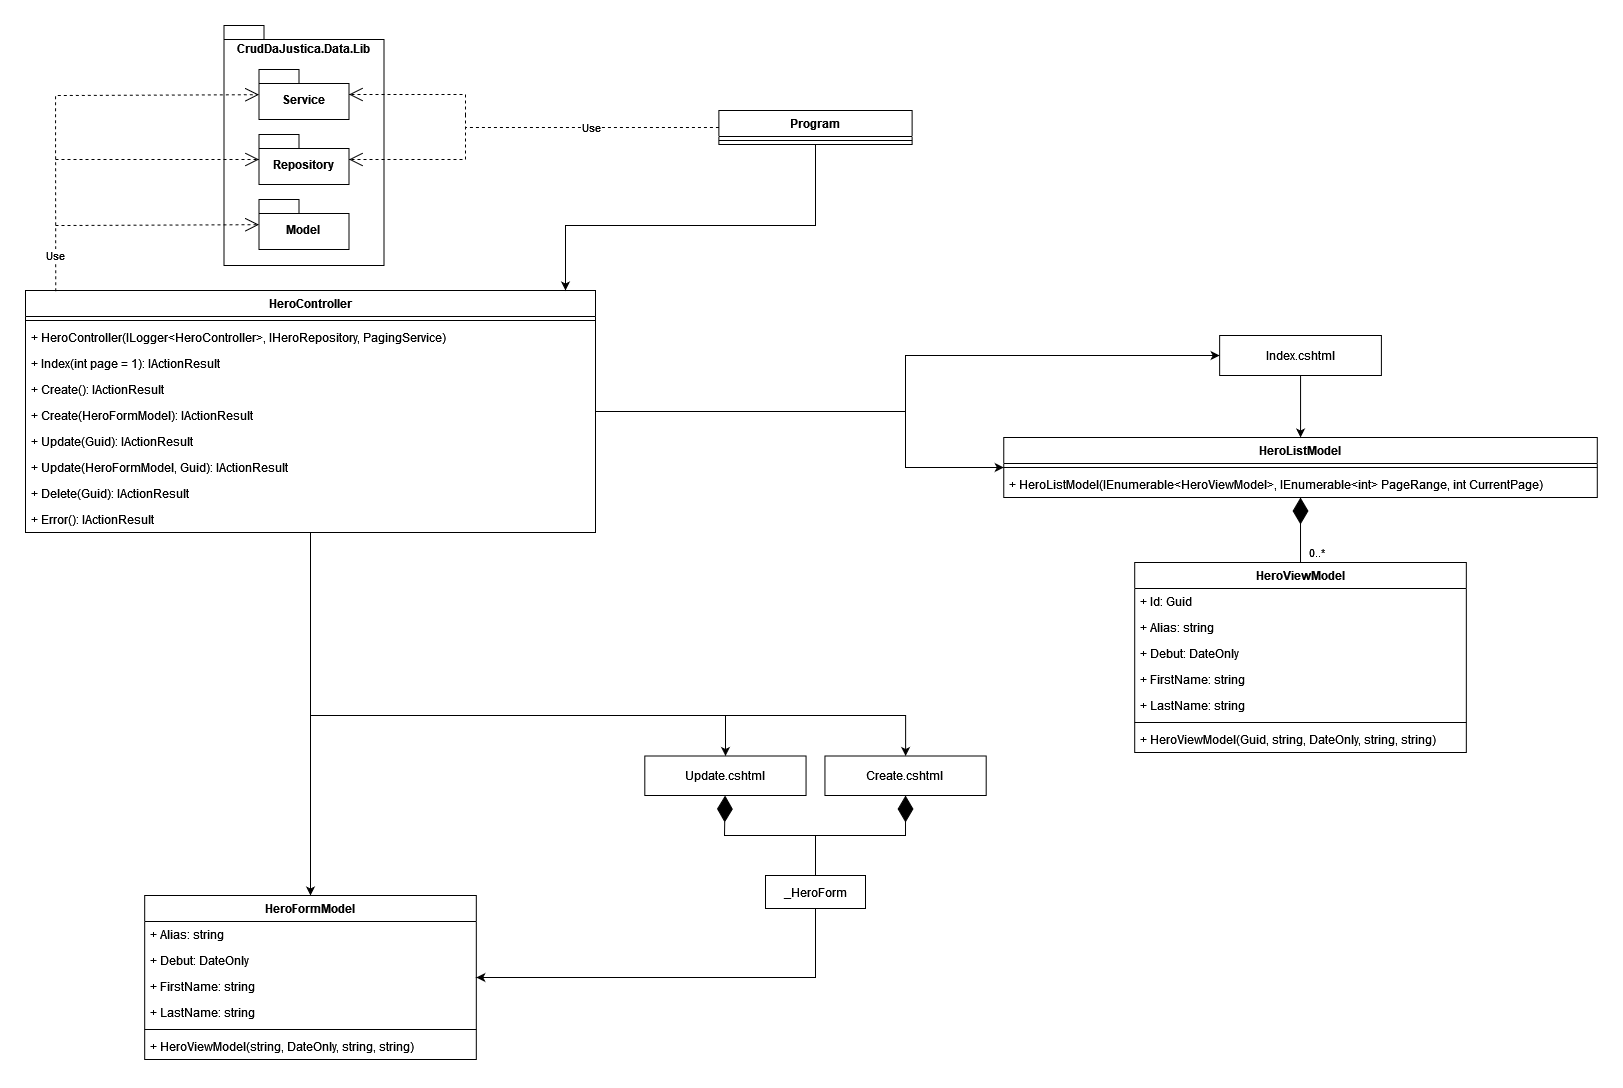 CrudDaJustica.Data.Lib
Service
Repository
Model
Use
Use
Program
HeroController
+ HeroController(ILogger<HeroController>, IHeroRepository, PagingService)
+ Index(int page = 1): IActionResult
+ Create(): IActionResult
+ Create(HeroFormModel): IActionResult
+ Update(Guid): IActionResult
+ Update(HeroFormModel, Guid): IActionResult
+ Delete(Guid): IActionResult
+ Error(): IActionResult
Index.cshtml
HeroListModel
+ HeroListModel(IEnumerable<HeroViewModel>, IEnumerable<int> PageRange, int CurrentPage)
0..*
HeroViewModel
+ Id: Guid
+ Alias: string
+ Debut: DateOnly
+ FirstName: string
+ LastName: string
+ HeroViewModel(Guid, string, DateOnly, string, string)
Update.cshtml
Create.cshtml
_HeroForm
HeroFormModel
+ Alias: string
+ Debut: DateOnly
+ FirstName: string
+ LastName: string
+ HeroViewModel(string, DateOnly, string, string)